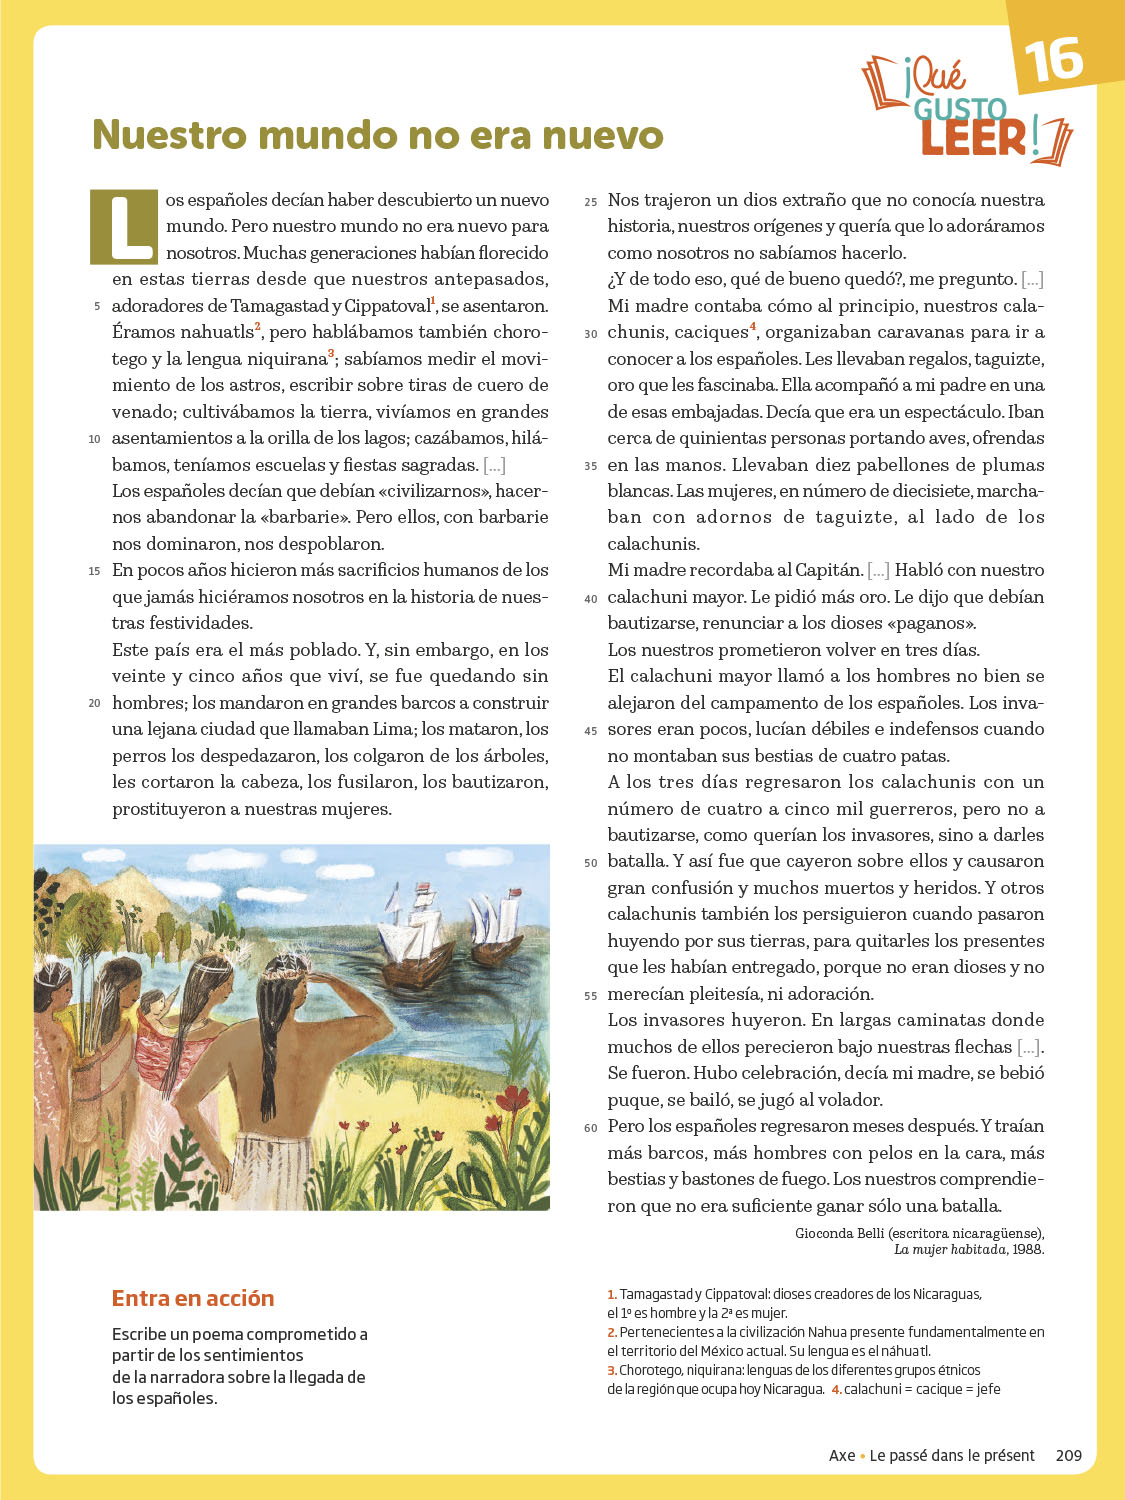 16
¡Qué
GUSTO
LEER!
Nuestro mundo no era nuevo
Los españoles decían haber descubierto un nuevo
mundo. Pero nuestro mundo no era nuevo para
nosotros. Muchas generaciones habían florecido
en estas tierras desde que nuestros antepasados,
5 adoradores de Tamagastad y Cippatoval1, se asentaron.
Éramos nahuatls2, pero hablábamos también choro-
tego y la lengua niquirana3; sabíamos medir el movi-
miento de los astros, escribir sobre tiras de cuero de
venado; cultivábamos la tierra, vivíamos en grandes
10 asentamientos a la orilla de los lagos; cazábamos, hilá-
bamos, teníamos escuelas y fiestas sagradas. [...]
Los españoles decían que debían «civilizarnos», hacer-
nos abandonar la «barbarie». Pero ellos, con barbarie
nos dominaron, nos despoblaron.
15 En pocos años hicieron más sacrificios humanos de los
que jamás hiciéramos nosotros en la historia de nues-
tras festividades.
Este país era el más poblado. Y, sin embargo, en los
veinte y cinco años que viví, se fue quedando sin
20 hombres; los mandaron en grandes barcos a construir
una lejana ciudad que llamaban Lima; los mataron, los
perros los despedazaron, los colgaron de los árboles,
les cortaron la cabeza, los fusilaron, los bautizaron,
prostituyeron a nuestras mujeres.
25 Nos trajeron un dios extraño que no conocía nuestra
historia, nuestros orígenes y quería que lo adoráramos
como nosotros no sabíamos hacerlo.
¿Y de todo eso, qué de bueno quedó?, me pregunto. [...]
Mi madre contaba cómo al principio, nuestros cala-
30 chunis, caciques4, organizaban caravanas para ir a
conocer a los españoles. Les llevaban regalos, taguizte,
oro que les fascinaba. Ella acompañó a mi padre en una
de esas embajadas. Decía que era un espectáculo. Iban
cerca de quinientas personas portando aves, ofrendas
35 en las manos. Llevaban diez pabellones de plumas
blancas. Las mujeres, en número de diecisiete, marcha-
ban con adornos de taguizte, al lado de los
calachunis.
Mi madre recordaba al Capitán. [...] Habló con nuestro
40 calachuni mayor. Le pidió más oro. Le dijo que debían
bautizarse, renunciar a los dioses «paganos».
Los nuestros prometieron volver en tres días.
El calachuni mayor llamó a los hombres no bien se
alejaron del campamento de los españoles. Los inva-
45 sores eran pocos, lucían débiles e indefensos cuando
no montaban sus bestias de cuatro patas.
A los tres días regresaron los calachunis con un
número de cuatro a cinco mil guerreros, pero no a
bautizarse, como querían los invasores, sino a darles
50 batalla. Y así fue que cayeron sobre ellos y causaron
gran confusión y muchos muertos y heridos. Y otros
calachunis también los persiguieron cuando pasaron
huyendo por sus tierras, para quitarles los presentes
que les habían entregado, porque no eran dioses y no
55 merecían pleitesía, ni adoración.
Los invasores huyeron. En largas caminatas donde
muchos de ellos perecieron bajo nuestras flechas [...].
Se fueron. Hubo celebración, decía mi madre, se bebió
puque, se bailó, se jugó al volador.
60 Pero los españoles regresaron meses después. Y traían
más barcos, más hombres con pelos en la cara, más
bestias y bastones de fuego. Los nuestros comprendie-
ron que no era suficiente ganar sólo una batalla.
Gioconda Belli (escritora nicaragüense),
La mujer habitada, 1988.
Entra en acción
Escribe un poema comprometido a
partir de los sentimientos
de la narradora sobre la llegada de
los españoles.
1. Tamagastad y Cippatoval: dioses creadores de los Nicaraguas,
el 1º es hombre y la 2ª es mujer.
2. Pertenecientes a la civilización Nahua presente fundamentalmente en
el territorio del México actual. Su lengua es el náhuatl.
3. Chorotego, niquirana: lenguas de los diferentes grupos étnicos
de la región que ocupa hoy Nicaragua. 4. calachuni = cacique = jefe
Axe • Le passé dans le présent 209